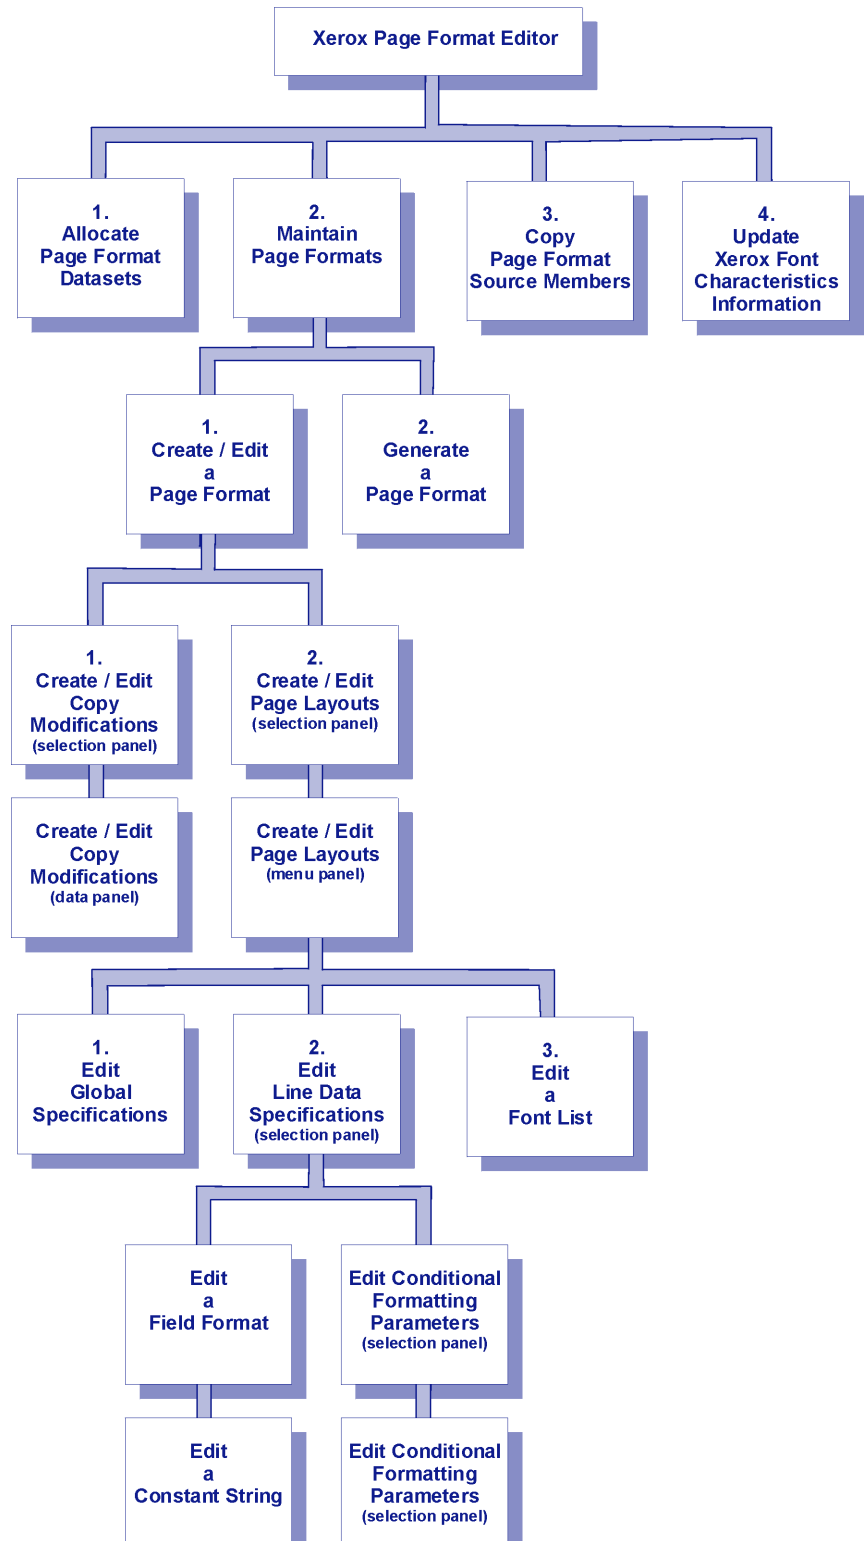 Xerox Page Format Editor
1.
Allocate
Page Format
Datasets
2.
Maintain
Page Formats
3.
Copy
Page Format
Source Members
4.
Update
Xerox Font
Characteristics
Information
1.
Create / Edit
a
Page Format
2.
Generate
a
Page Format
1.
Create / Edit
Copy
Modifications
(selection panel)
2.
Create / Edit
Page Layouts
(selection panel)
Create / Edit
Copy
Modifications
(data panel)
Create / Edit
Page Layouts
(menu panel)
1.
Edit
Global
Specifications
2.
Edit
Line Data
Specifications
(selection panel)
3.
Edit
a
Font List
Edit
a
Field Format
Edit Conditional
Formatting
Parameters
(selection panel)
Edit
a
Constant String
Edit Conditional
Formatting
Parameters
(selection panel)